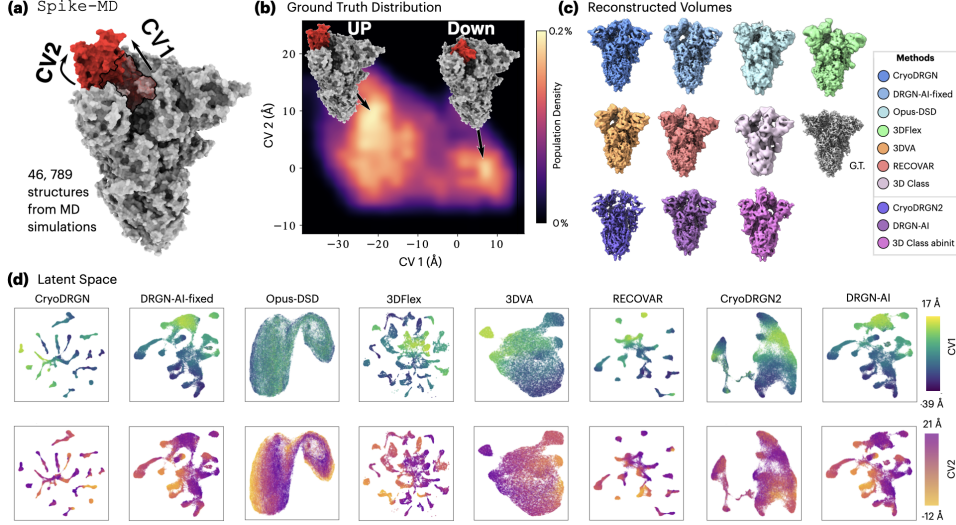 (a) Spike-MD
CV2
CV1
46, 789
structures
from MD
simulations
(b) Ground Truth Distribution
UP
Down
20
10
0
−10
CV 2 (Å)
−30
−20
−10
0
10
CV 1 (Å)
0.2%
Population Density
0%
(c) Reconstructed Volumes
G.T.
Methods
CryoDRGN
DRGN-AI-fixed
Opus-DSD
3DFlex
3DVA
RECOVAR
3D Class
CryoDRGN2
DRGN-AI
3D Class abinit
(d) Latent Space
CryoDRGN
DRGN-AI-fixed
Opus-DSD
3DFlex
3DVA
RECOVAR
CryoDRGN2
DRGN-AI
17 Å
CV1
-39 Å
21 Å
CV2
-12 Å